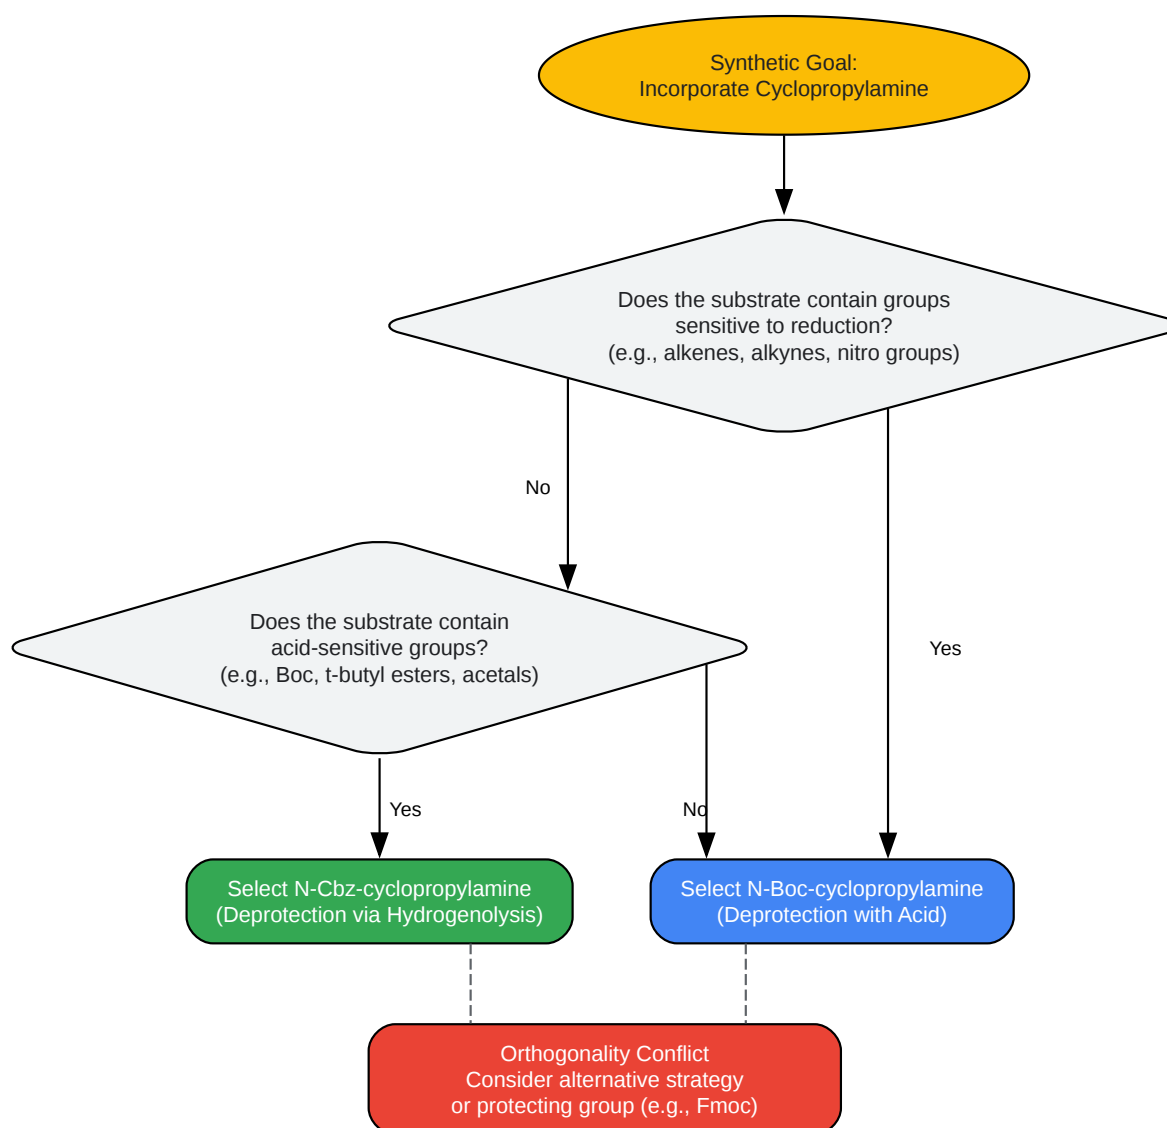 Synthetic Goal:
Incorporate Cyclopropylamine
Does the substrate contain groups
sensitive to reduction?
(e.g., alkenes, alkynes, nitro groups)
No
Yes
Does the substrate contain
acid-sensitive groups?
(e.g., Boc, t-butyl esters, acetals)
Yes
No
Select N-Cbz-cyclopropylamine
(Deprotection via Hydrogenolysis)
Select N-Boc-cyclopropylamine
(Deprotection with Acid)
Orthogonality Conflict
Consider alternative strategy
or protecting group (e.g., Fmoc)